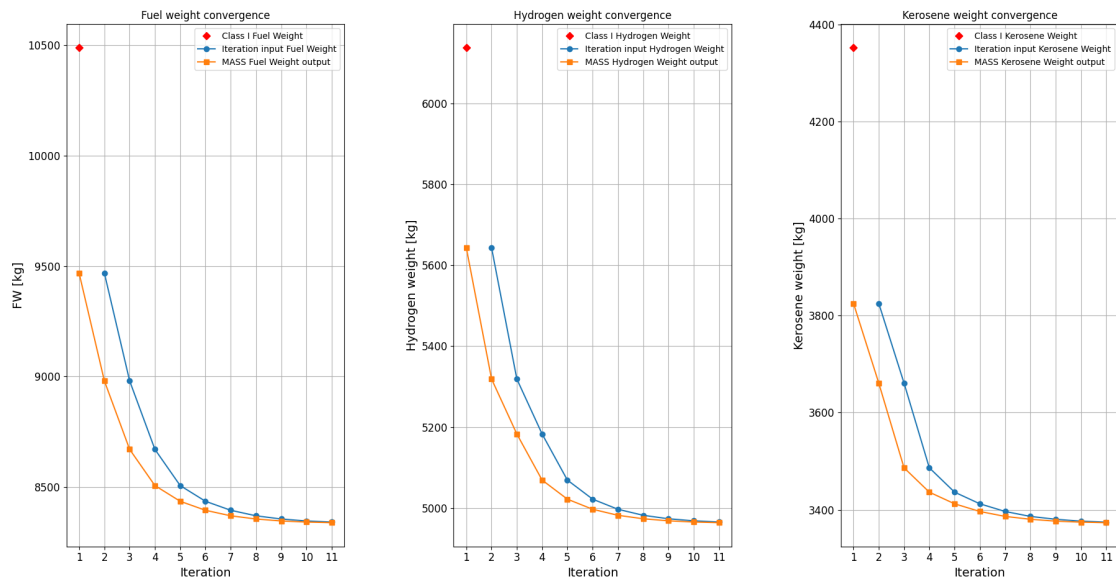 Fuel weight convergence
Class I Fuel Weight
Iteration input Fuel Weight
MASS Fuel Weight output
10500
10000
9500
9000
8500
FW [kg]
1 2 3 4 5 6 7 8 9 10 11
Iteration
Hydrogen weight convergence
Class I Hydrogen Weight
Iteration input Hydrogen Weight
MASS Hydrogen Weight output
6000
5800
5600
5400
5200
5000
Hydrogen weight [kg]
1 2 3 4 5 6 7 8 9 10 11
Iteration
Kerosene weight convergence
Class I Kerosene Weight
Iteration input Kerosene Weight
MASS Kerosene Weight output
4400
4200
4000
3800
3600
3400
Kerosene weight [kg]
1 2 3 4 5 6 7 8 9 10 11
Iteration